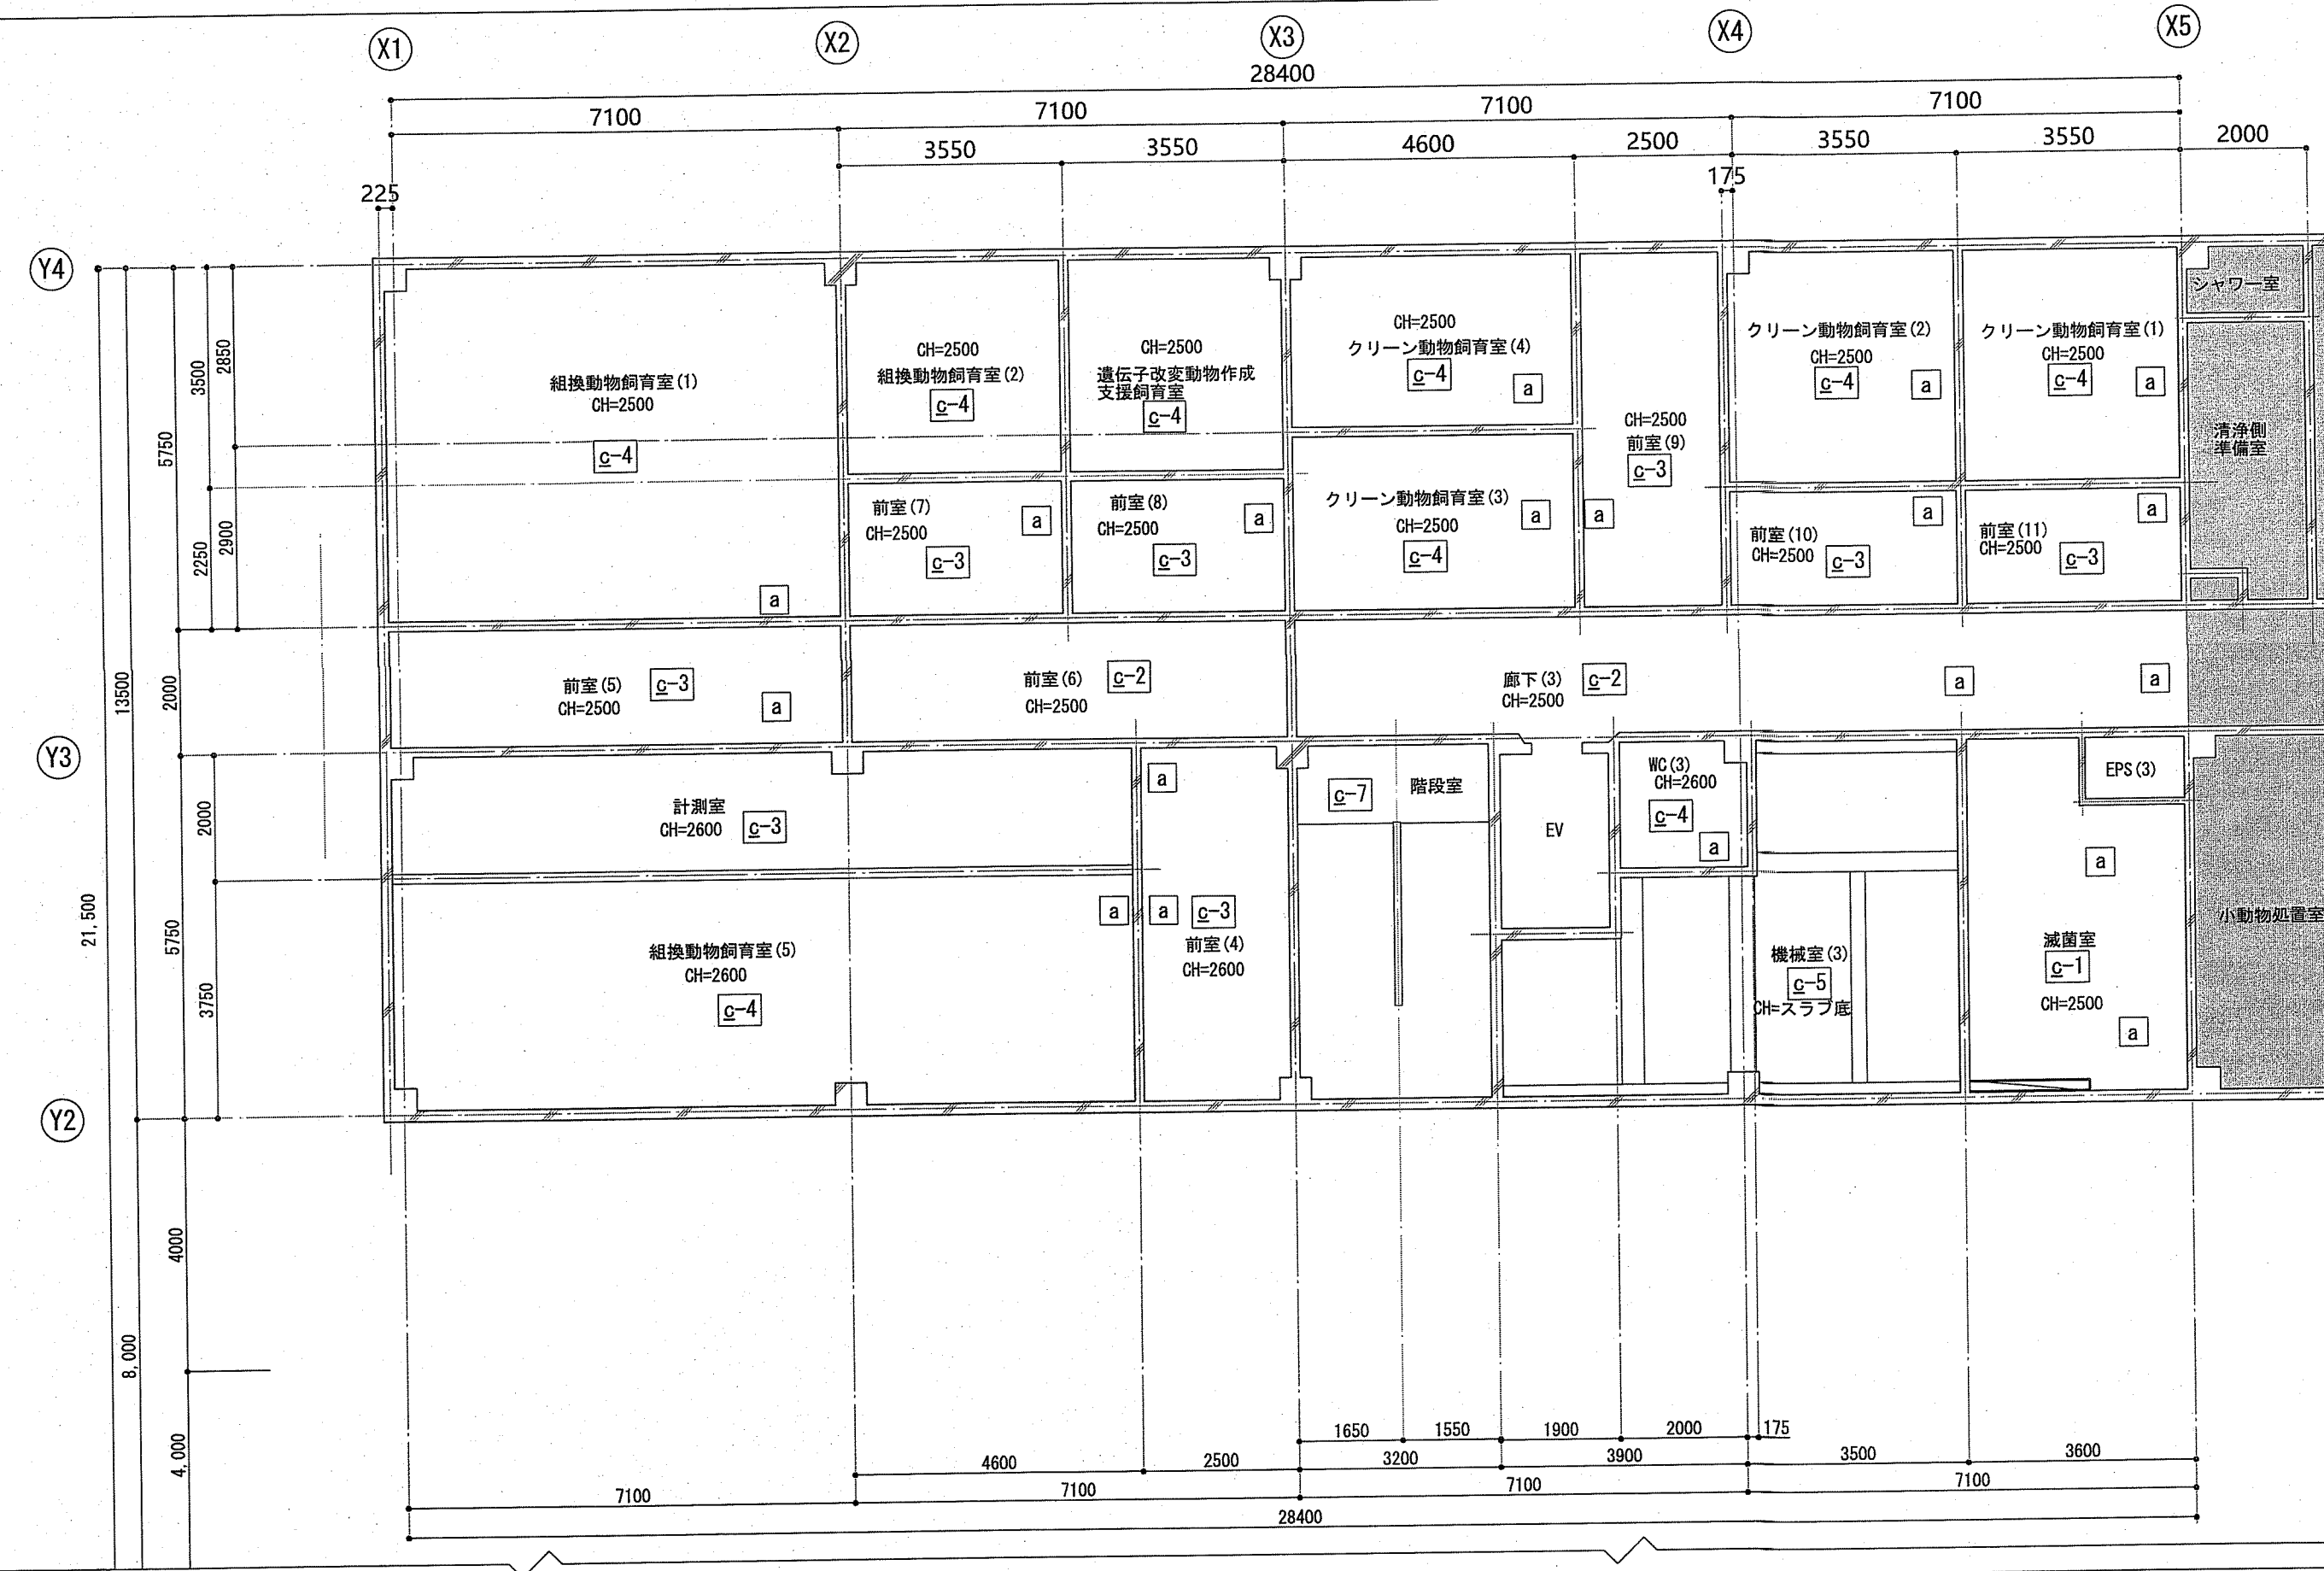 X1
X2
X3
X4
X5
28400
7100
7100
7100
7100
3550
3550
4600
2500
3550
3550
2000
225
175
Y4
Y3
Y2
21,500
13500
8,000
5750
2000
5750
4000
4,000
3500
2250
2850
2900
2000
3750
組換動物飼育室(1)
CH=2500
c-4
a
CH=2500
組換動物飼育室(2)
c-4
CH=2500
遺伝子改変動物作成
支援飼育室
c-4
CH=2500
クリーン動物飼育室(4)
c-4
a
CH=2500
前室(9)
c-3
a
クリーン動物飼育室(2)
CH=2500
c-4
a
クリーン動物飼育室(1)
CH=2500
c-4
a
シャワー室
清浄側
準備室
前室(7)
CH=2500
c-3
a
前室(8)
CH=2500
c-3
a
クリーン動物飼育室(3)
CH=2500
c-4
a
前室(10)
CH=2500
c-3
a
前室(11)
CH=2500
c-3
a
前室(5)
CH=2500
c-3
a
前室(6)
CH=2500
c-2
廊下(3)
CH=2500
c-2
a
a
計測室
CH=2600
c-3
a
組換動物飼育室(5)
CH=2600
c-4
a
a
c-3
前室(4)
CH=2600
c-7
階段室
EV
WC(3)
CH=2600
c-4
a
機械室(3)
c-5
CH=スラブ底
EPS(3)
a
滅菌室
c-1
CH=2500
a
小動物処置室
1650
1550
1900
2000
175
4600
2500
3200
3900
3500
3600
7100
7100
7100
7100
28400